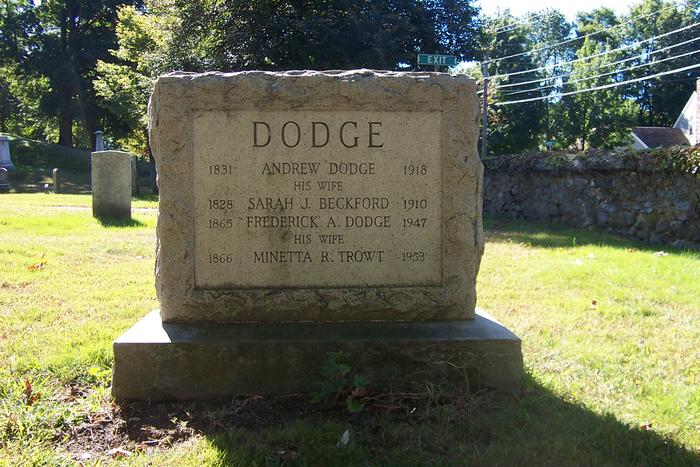 EXIT
DODGE
1831 ANDREW DODGE 1918
HIS WIFE
1828 SARAH J. BECKFORD 1910
1865 FREDERICK A. DODGE 1947
HIS WIFE
1866 MINETTA R. TROWT 1953